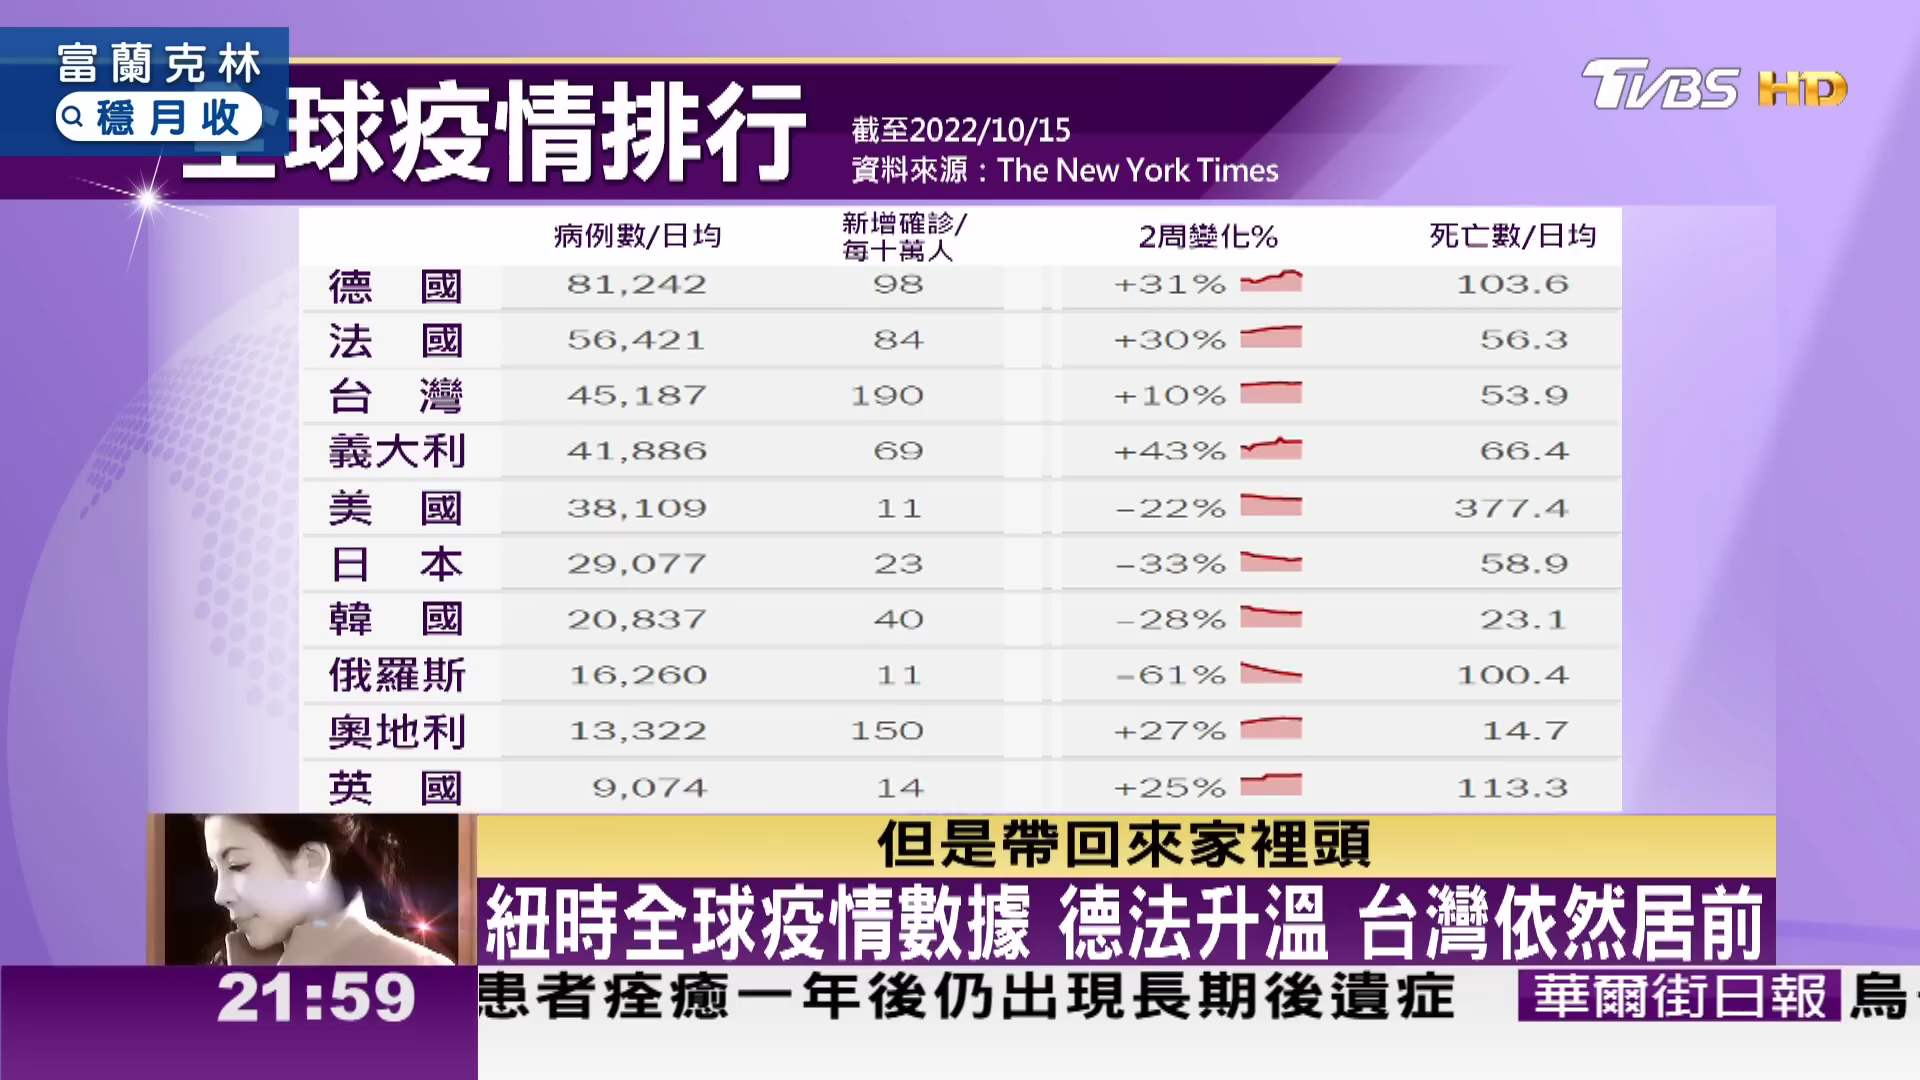 富蘭克林
穩月收
全球疫情排行
截至2022/10/15
資料來源：The New York Times
TVBS HD
病例數/日均 新增確診/每十萬人 2周變化% 死亡數/日均
德國 81,242 98 +31% 103.6
法國 56,421 84 +30% 56.3
台灣 45,187 190 +10% 53.9
義大利 41,886 69 +43% 66.4
美國 38,109 11 -22% 377.4
日本 29,077 23 -33% 58.9
韓國 20,837 40 -28% 23.1
俄羅斯 16,260 11 -61% 100.4
奧地利 13,322 150 +27% 14.7
英國 9,074 14 +25% 113.3
但是帶回來家裡頭
紐時全球疫情數據 德法升溫 台灣依然居前
21:59
患者痊癒一年後仍出現長期後遺症 華爾街日報 烏